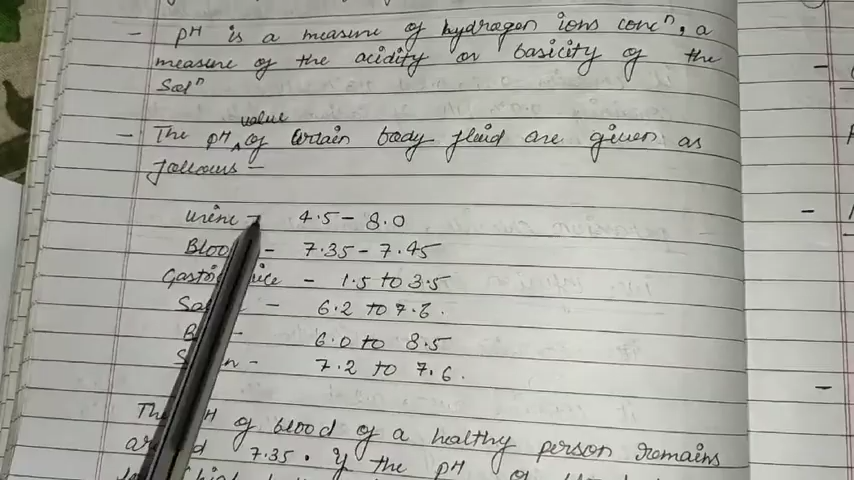 - pH is a measure of hydrogen ions concⁿ, a
measure of the acidity or basicity of the
solⁿ
- The pH value of certain body fluid are given as
follows -
Urine - 4.5 - 8.0
- 7.35 - 7.45
- 1.5 to 3.5
- 6.2 to 7.6.
- 6.0 to 8.5
- 7.2 to 7.6.
of blood of a healthy person remains
7.35. If the pH of